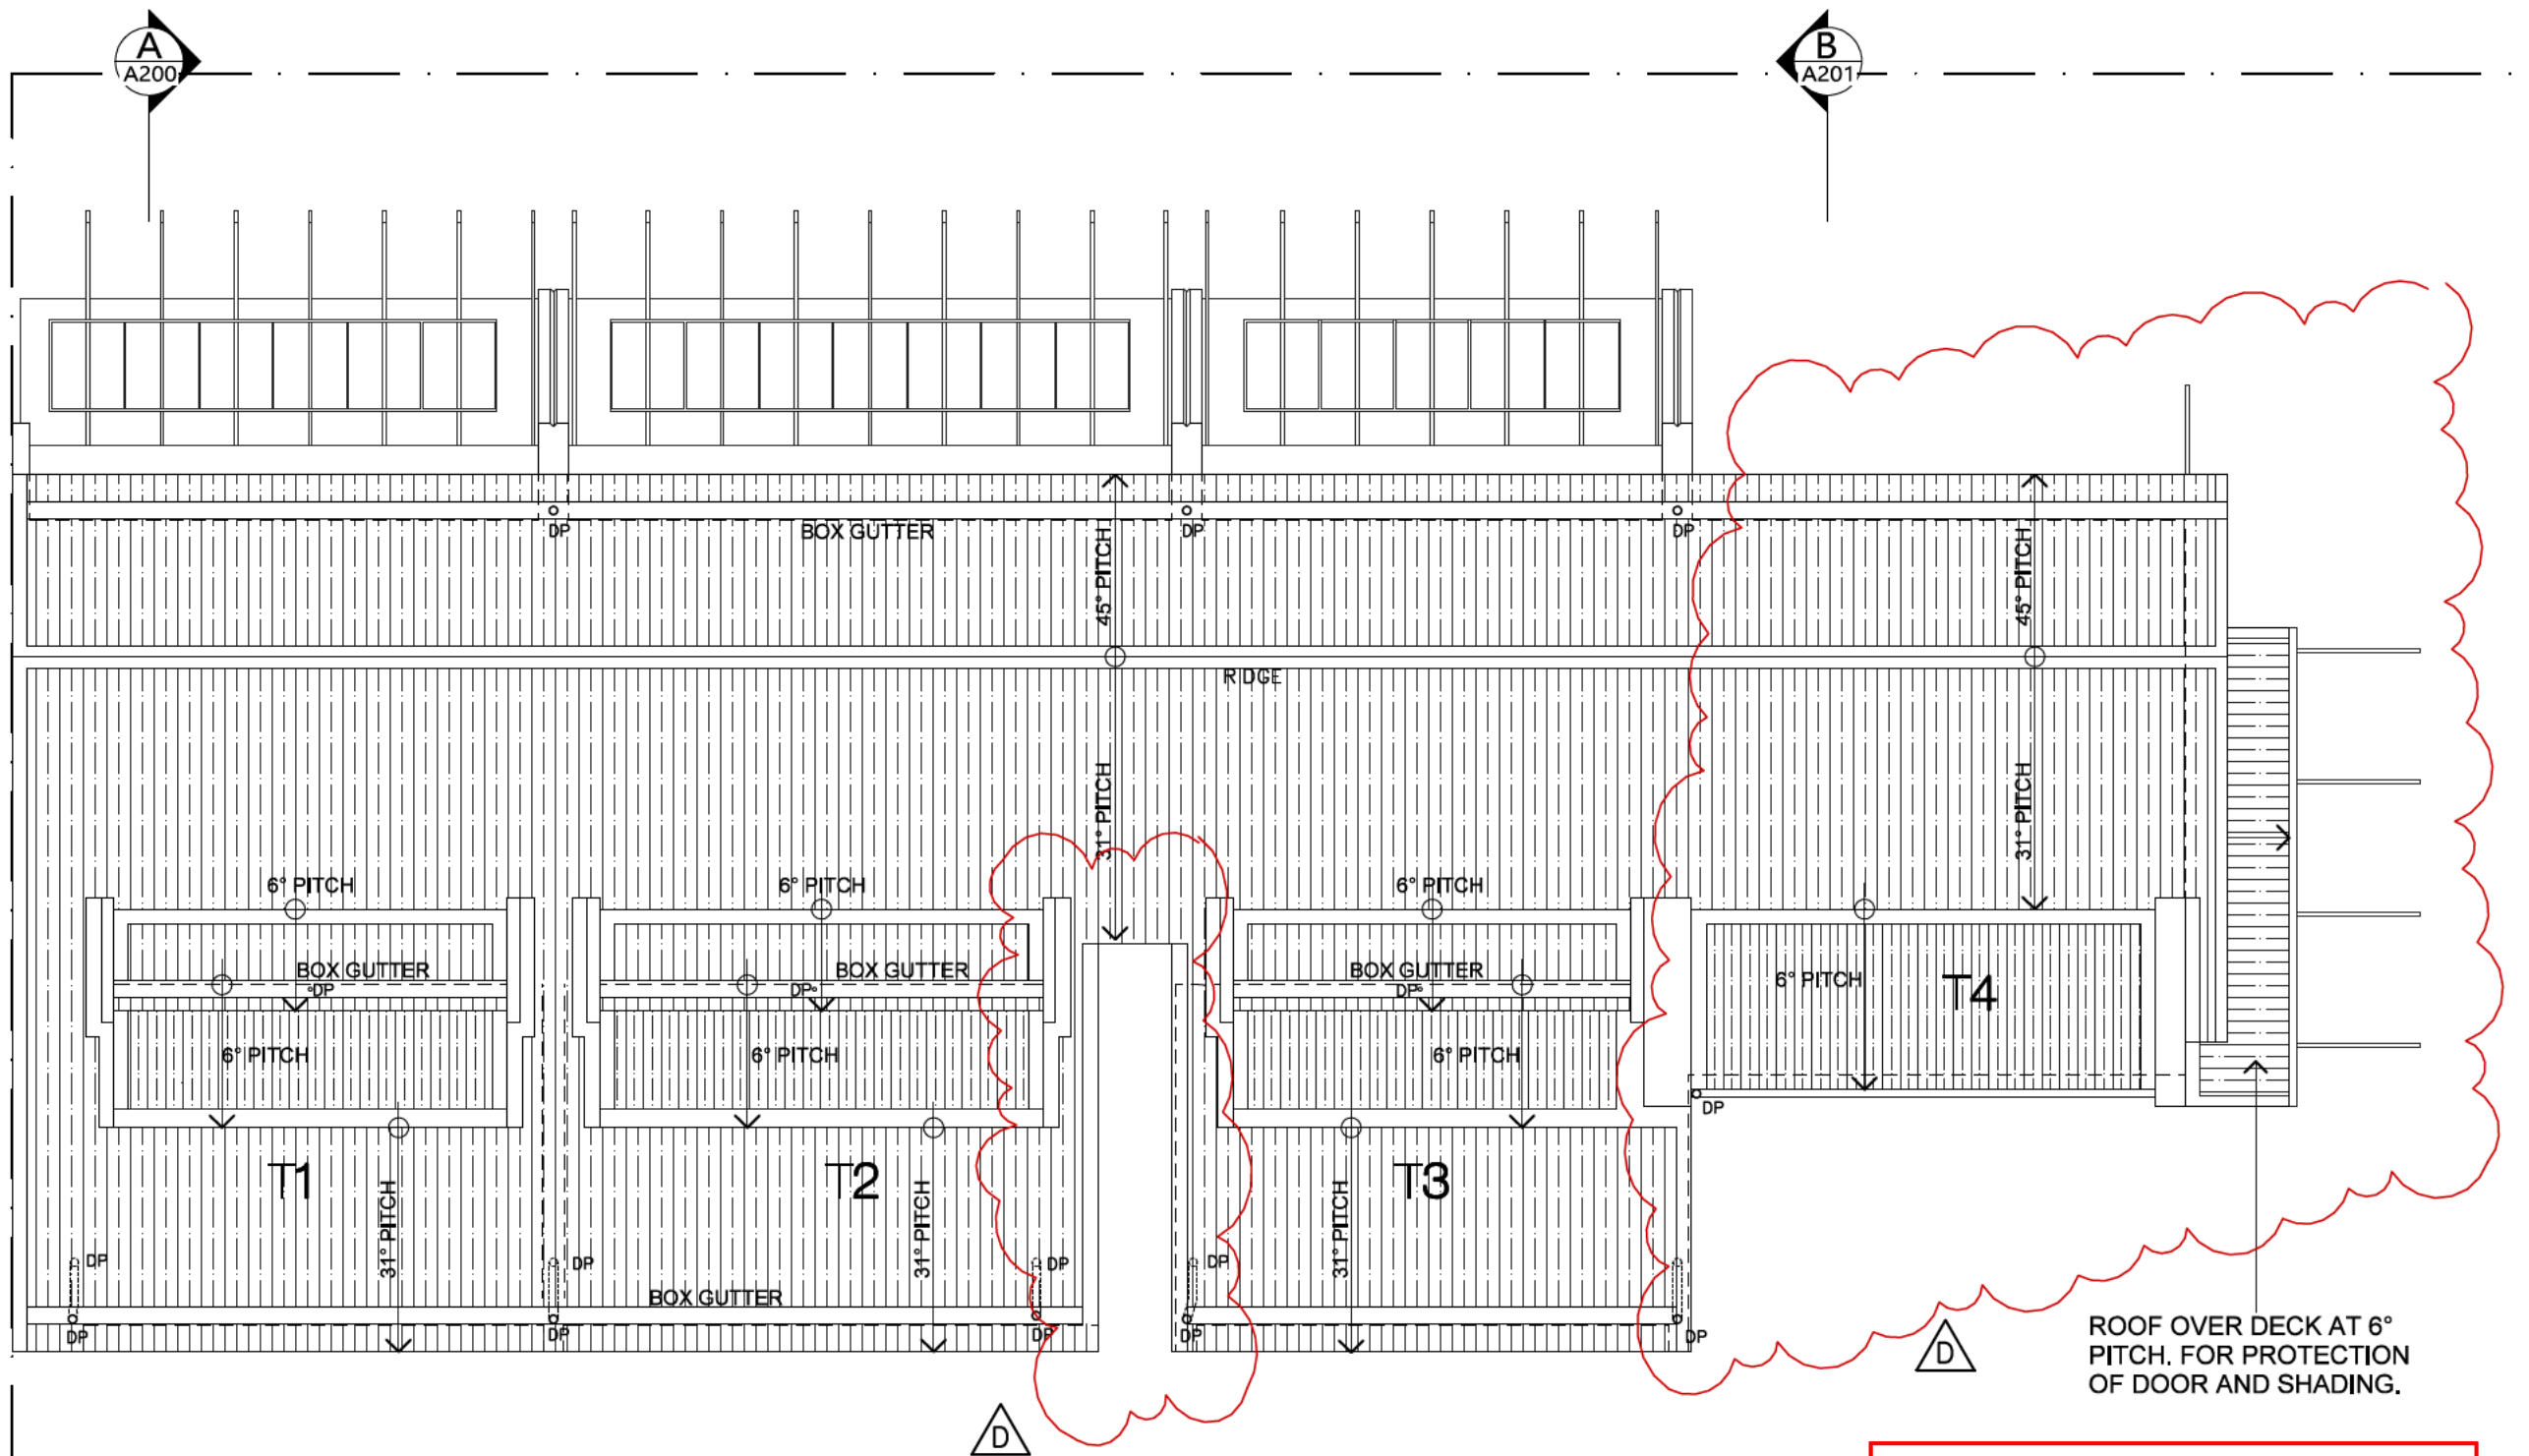 A
A200
B
A201
DP
BOX GUTTER
DP
DP
45° PITCH
45° PITCH
RIDGE
31° PITCH
31° PITCH
6° PITCH
6° PITCH
6° PITCH
BOX GUTTER
BOX GUTTER
BOX GUTTER
6° PITCH
T4
DP
DP
DP
6° PITCH
6° PITCH
6° PITCH
DP
T1
T2
T3
31° PITCH
31° PITCH
31° PITCH
DP
DP
DP
DP
BOX GUTTER
DP
DP
DP
DP
DP
ROOF OVER DECK AT 6°
PITCH. FOR PROTECTION
OF DOOR AND SHADING.
D
D